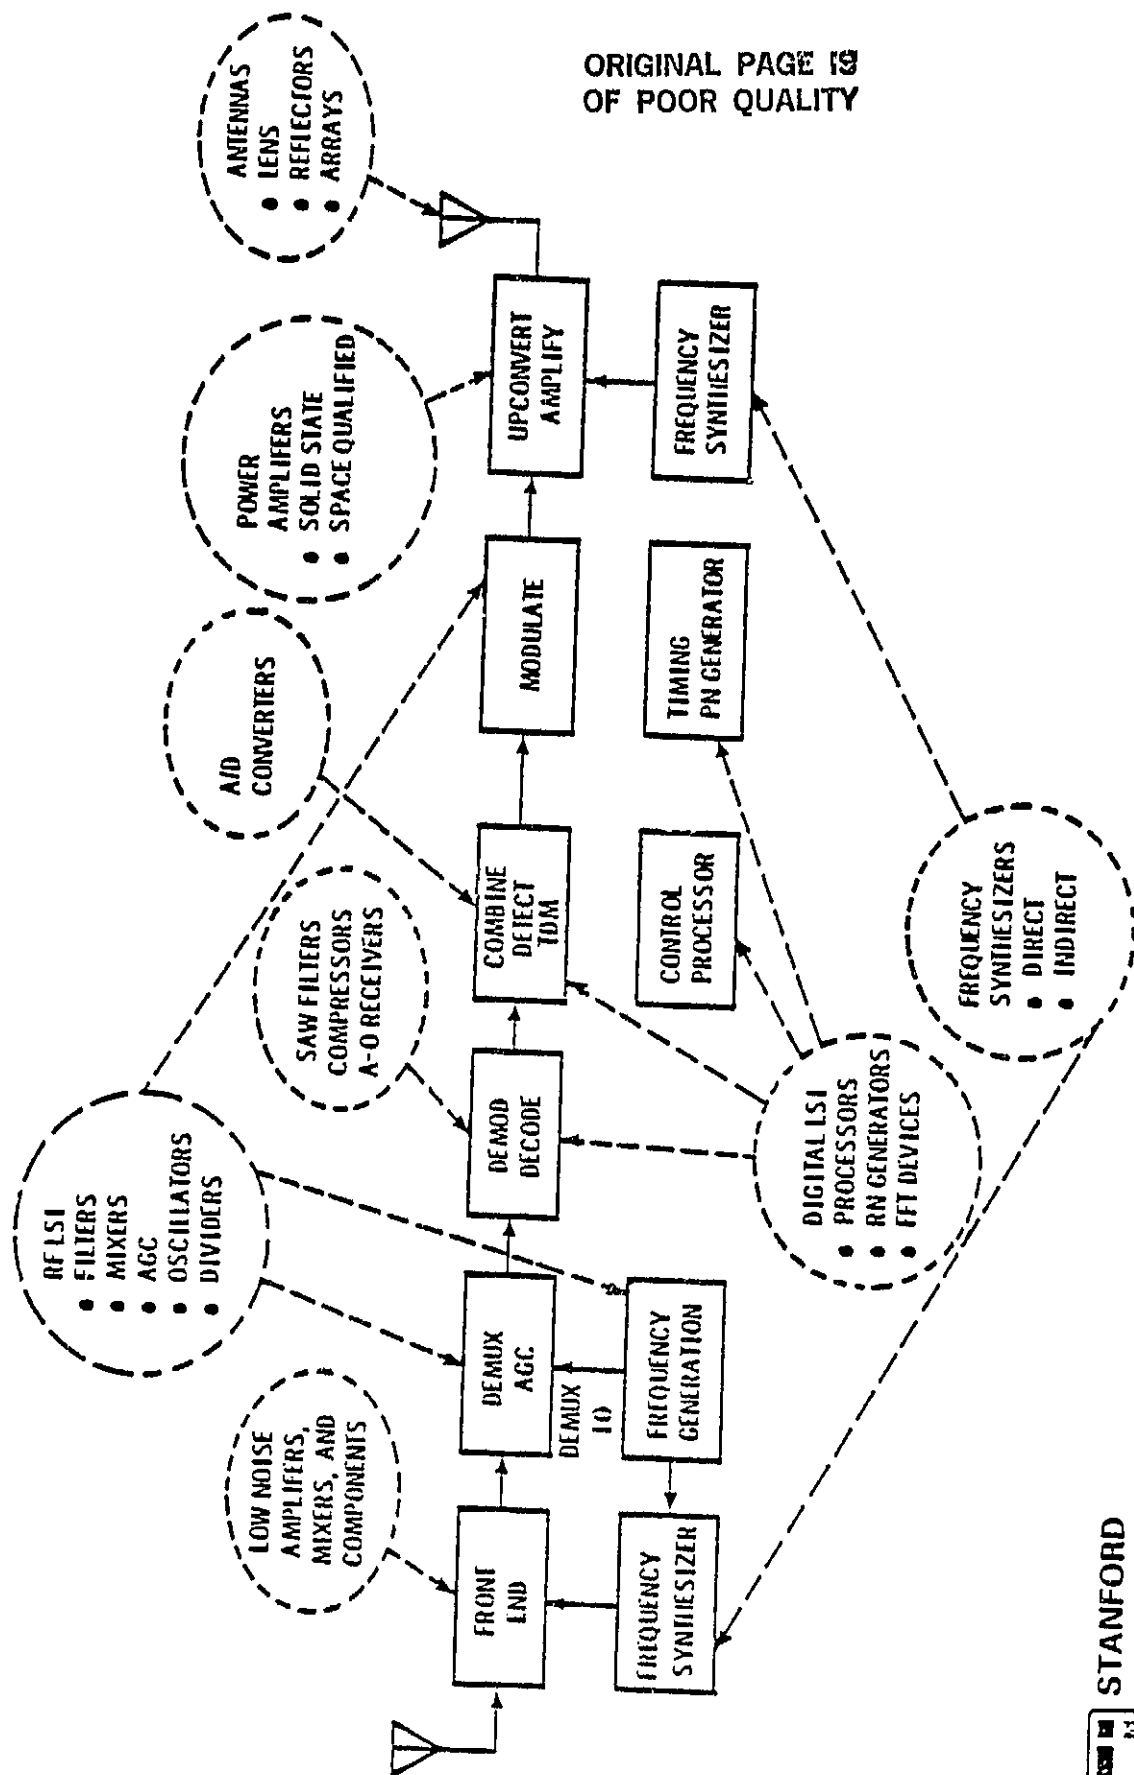 ORIGINAL PAGE IS
OF POOR QUALITY
LOW NOISE
AMPLIFERS,
MIXERS, AND
COMPONENTS
RF LSI
• FILTERS
• MIXERS
• AGC
• OSCILLATORS
• DIVIDERS
SAW FILTERS
COMPRESSORS
A-O RECEIVERS
A/D
CONVERTERS
POWER
AMPLIFERS
• SOLID STATE
• SPACE QUALIFIED
ANTENNAS
• LENS
• REFLECTORS
• ARRAYS
FRONT
END
DEMUX
AGC
DEMOD
DECODE
COMBINE
DETECT
TDM
MODULATE
UPCONVERT
AMPLIFY
DEMUX
10
FREQUENCY
SYNTHESIZER
FREQUENCY
GENERATION
CONTROL
PROCESSOR
TIMING
PN GENERATOR
FREQUENCY
SYNTHESIZER
DIGITAL LSI
• PROCESSORS
• RN GENERATORS
• FFT DEVICES
FREQUENCY
SYNTHESIZERS
• DIRECT
• INDIRECT
STANFORD